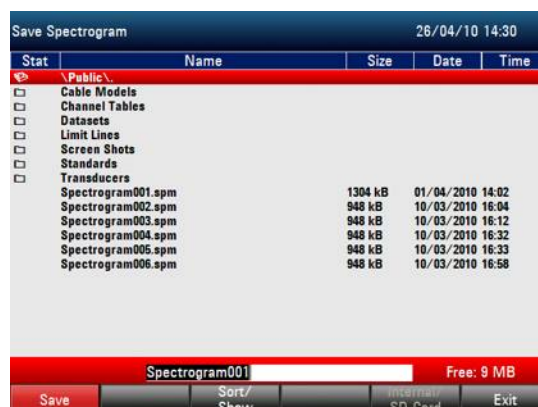 Save Spectrogram 26/04/10 14:30
Stat Name Size Date Time
\Public\.
Cable Models
Channel Tables
Datasets
Limit Lines
Screen Shots
Standards
Transducers
Spectrogram001.spm 1304 kB 01/04/2010 14:02
Spectrogram002.spm 948 kB 10/03/2010 16:04
Spectrogram003.spm 948 kB 10/03/2010 16:12
Spectrogram004.spm 948 kB 10/03/2010 16:32
Spectrogram005.spm 948 kB 10/03/2010 16:33
Spectrogram006.spm 948 kB 10/03/2010 16:58
Spectrogram001 Free: 9 MB
Save Sort/ Show Internal/ SD Card Exit